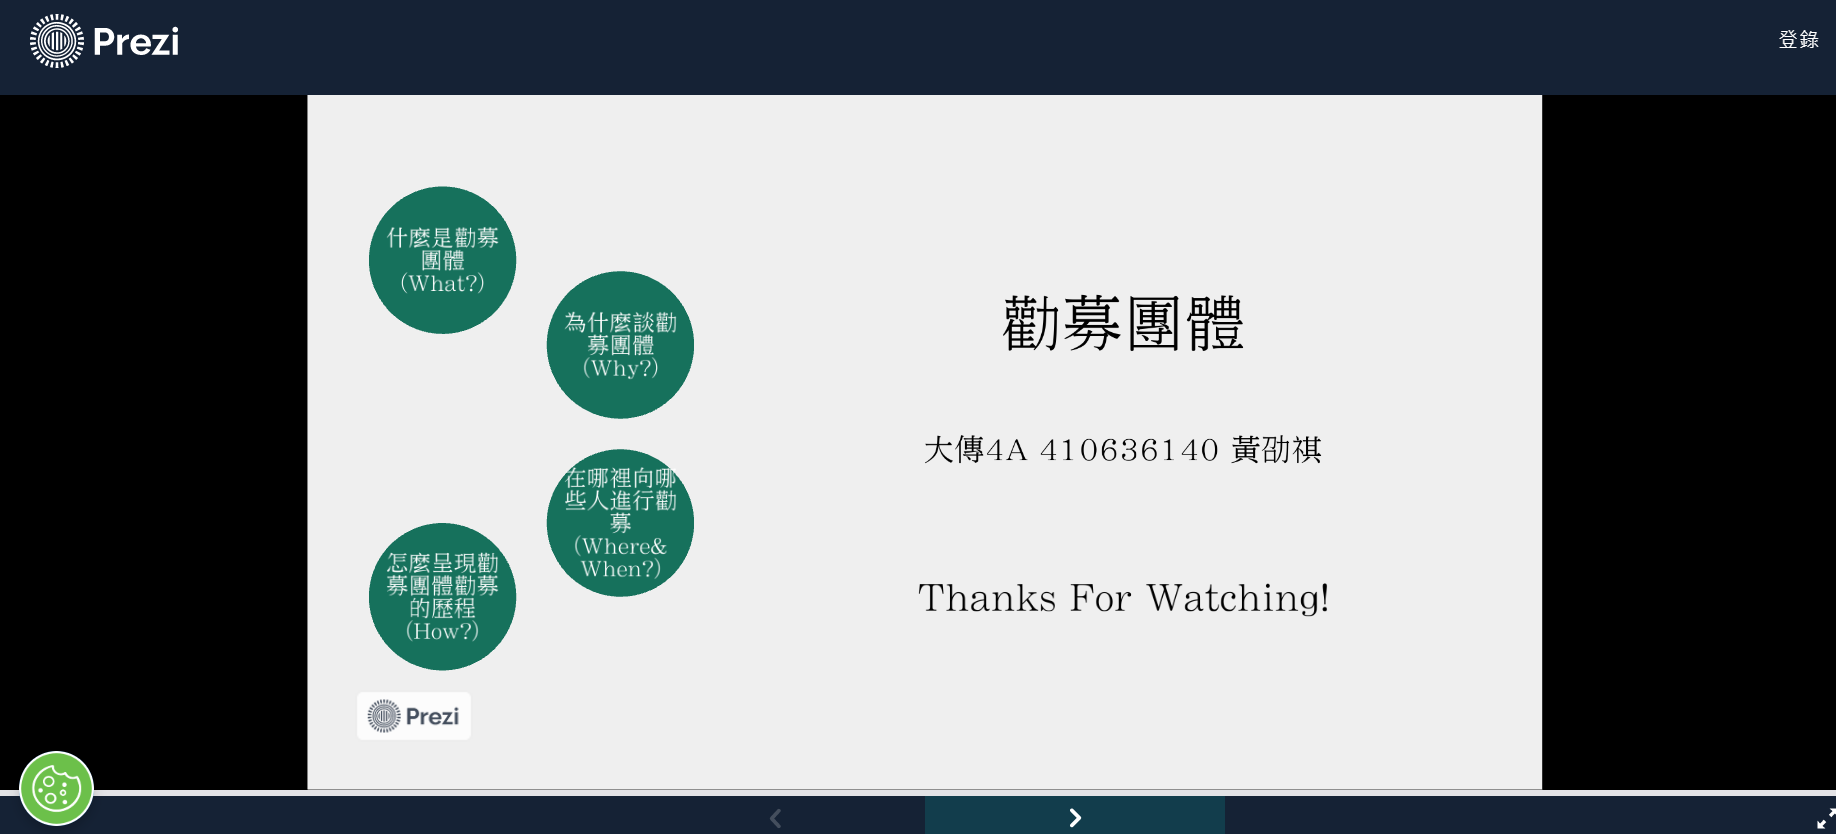 Prezi
登錄
什麼是勸募
團體
(What?)
為什麼談勸
募團體
(Why?)
在哪裡向哪
些人進行勸
募
(Where&
When?)
怎麼呈現勸
募團體勸募
的歷程
(How?)
勸募團體
大傳4A 410636140 黃劭祺
Thanks For Watching!
Prezi